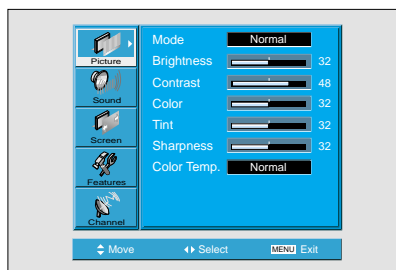 Picture
Sound
Screen
Features
Channel
Mode Normal
Brightness 32
Contrast 48
Color 32
Tint 32
Sharpness 32
Color Temp. Normal
Move Select MENU Exit